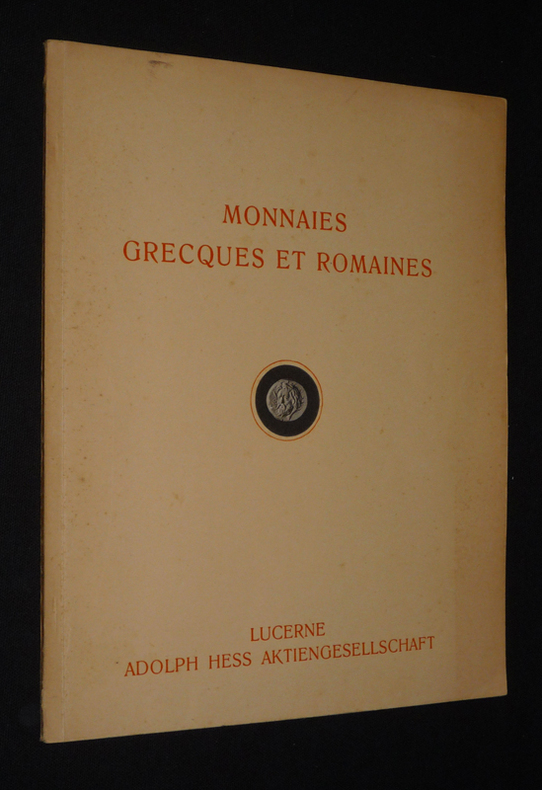 MONNAIES
GRECQUES ET ROMAINES
LUCERNE
ADOLPH HESS AKTIENGESELLSCHAFT